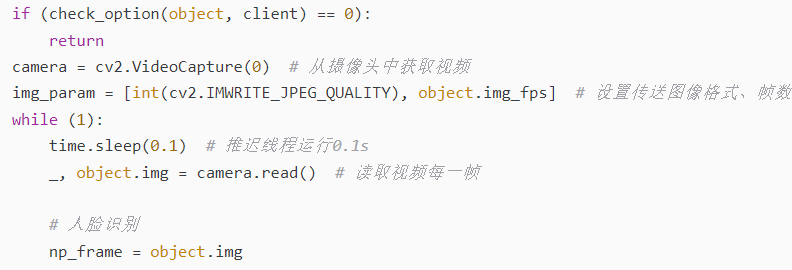 if (check_option(object, client) == 0):
    return
camera = cv2.VideoCapture(0)  # 从摄像头中获取视频
img_param = [int(cv2.IMWRITE_JPEG_QUALITY), object.img_fps]  # 设置传送图像格式、帧数
while (1):
    time.sleep(0.1)  # 推迟线程运行0.1s
    _, object.img = camera.read()  # 读取视频每一帧
    # 人脸识别
    np_frame = object.img